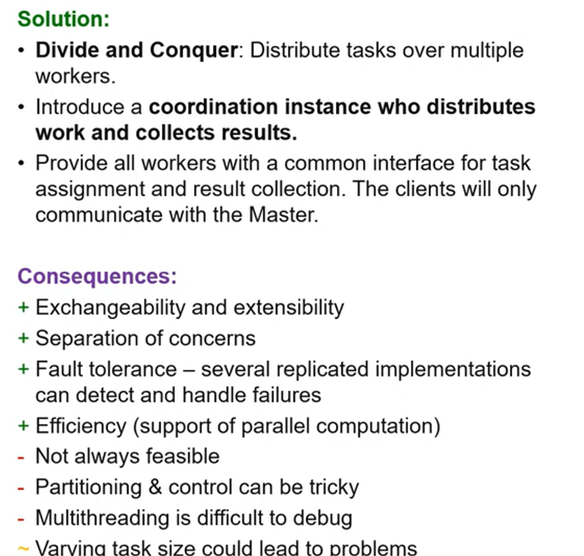 Solution:
• Divide and Conquer: Distribute tasks over multiple
workers.
• Introduce a coordination instance who distributes
work and collects results.
• Provide all workers with a common interface for task
assignment and result collection. The clients will only
communicate with the Master.
Consequences:
+ Exchangeability and extensibility
+ Separation of concerns
+ Fault tolerance – several replicated implementations
can detect and handle failures
+ Efficiency (support of parallel computation)
- Not always feasible
- Partitioning & control can be tricky
- Multithreading is difficult to debug
~ Varying task size could lead to problems